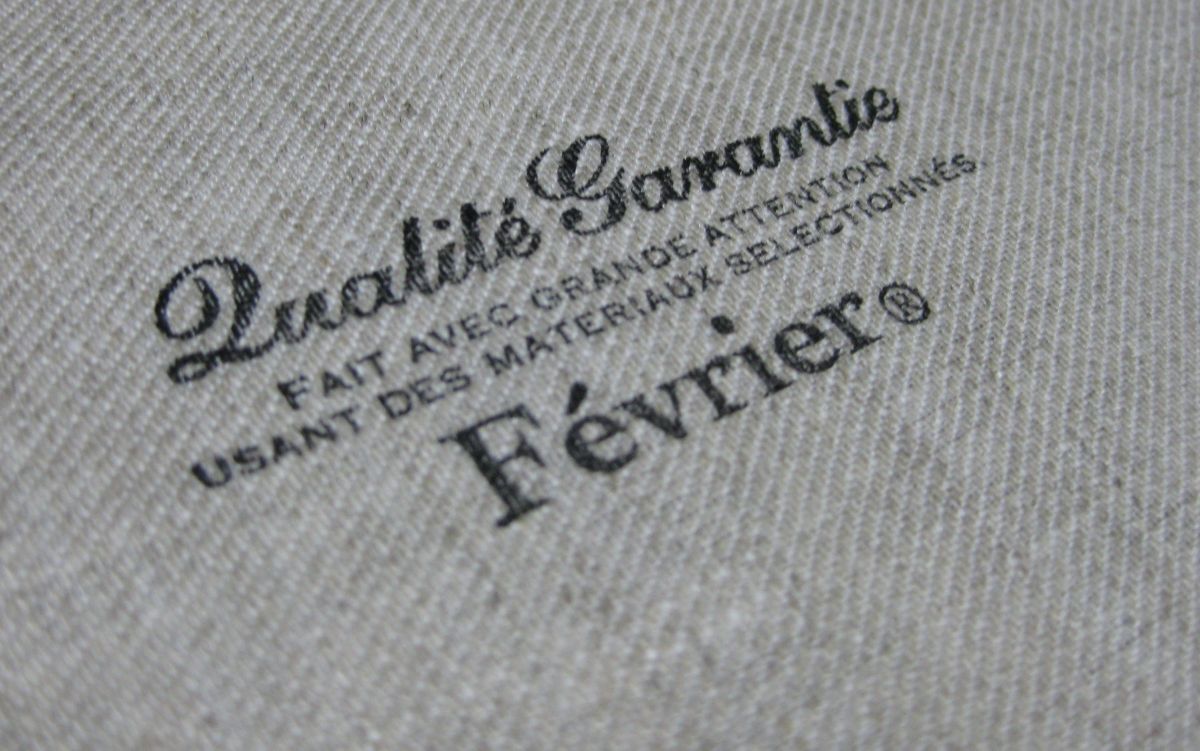 Qualité Garantie
FAIT AVEC GRANDE ATTENTION
USANT DES MATERIAUX SELECTIONNÉS.
Février®